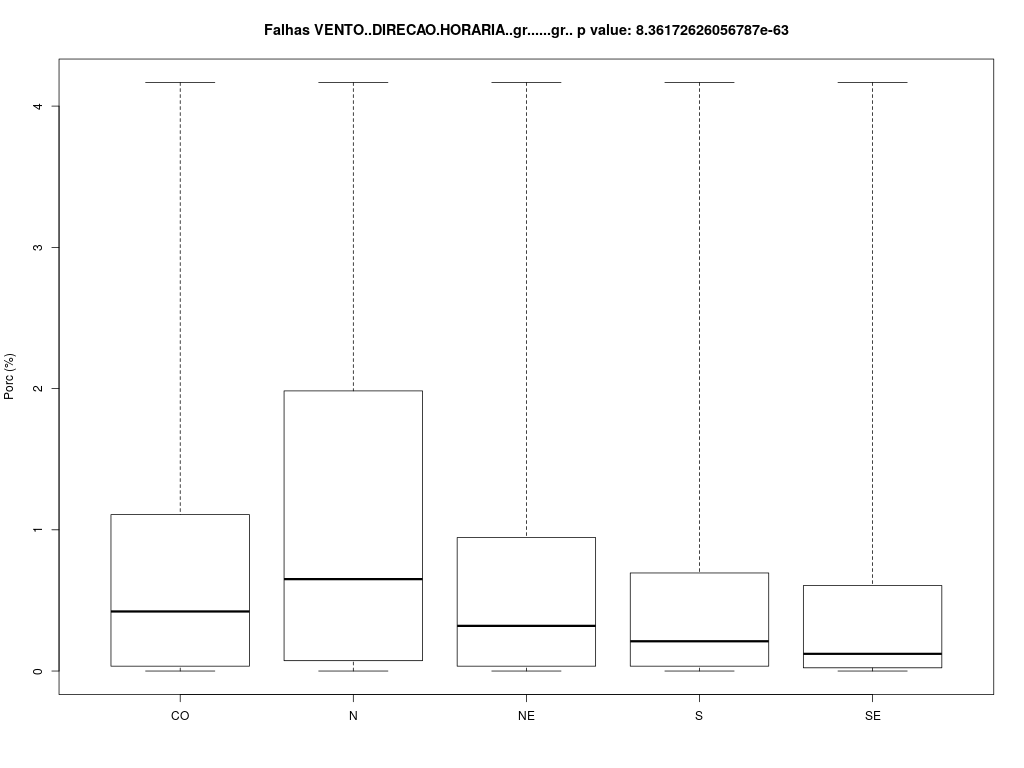 Falhas VENTO..DIRECAO.HORARIA..gr......gr.. p value: 8.36172626056787e-63
Porc (%)
4
3
2
1
0
CO N NE S SE